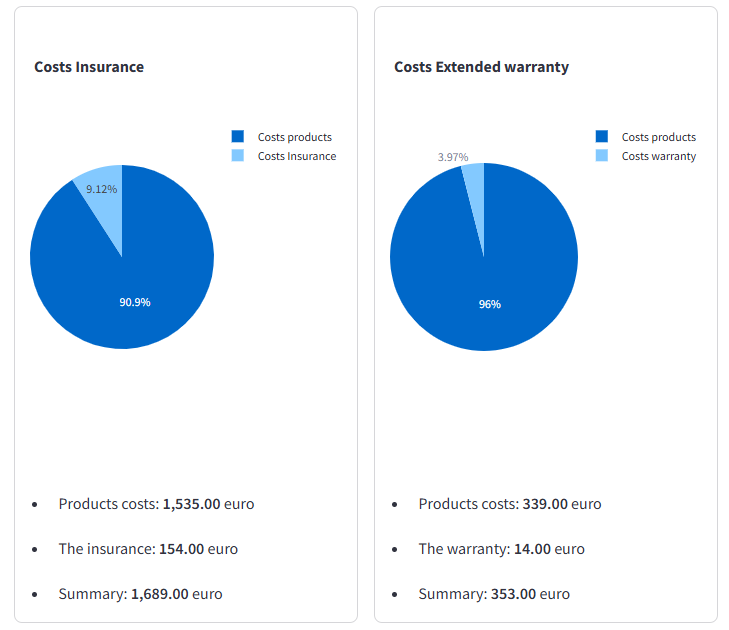 Costs Insurance
Costs products
Costs Insurance
9.12%
90.9%
• Products costs: 1,535.00 euro
• The insurance: 154.00 euro
• Summary: 1,689.00 euro
Costs Extended warranty
Costs products
Costs warranty
3.97%
96%
• Products costs: 339.00 euro
• The warranty: 14.00 euro
• Summary: 353.00 euro